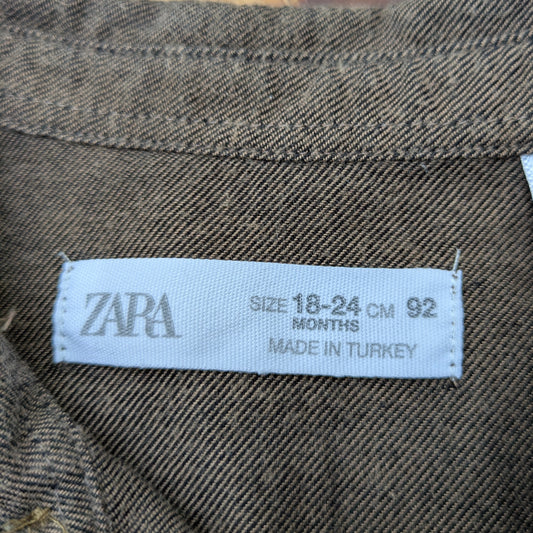 ZARA
SIZE 18-24 CM 92
MONTHS
MADE IN TURKEY